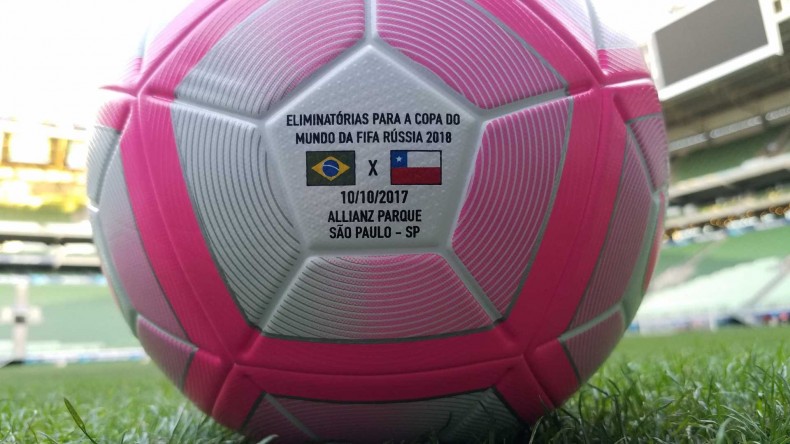 ELIMINATÓRIAS PARA A COPA DO
MUNDO DA FIFA RÚSSIA 2018
X
10/10/2017
ALLIANZ PARQUE
SÃO PAULO - SP